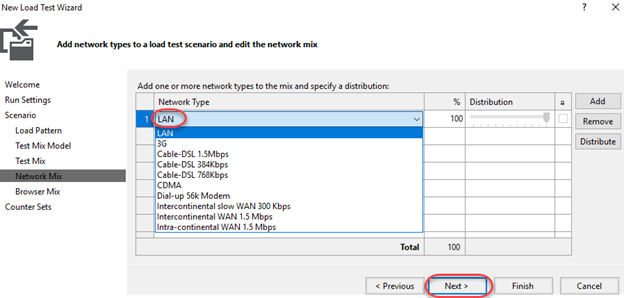 New Load Test Wizard
?
Add network types to a load test scenario and edit the network mix
Welcome
Run Settings
Scenario
Load Pattern
Test Mix Model
Test Mix
Network Mix
Browser Mix
Counter Sets
Add one or more network types to the mix and specify a distribution:
Network Type % Distribution
1 LAN 100
LAN
3G
Cable-DSL 1.5Mbps
Cable-DSL 384Kbps
Cable-DSL 768Kbps
CDMA
Dial-up 56k Modem
Intercontinental slow WAN 300 Kbps
Intercontinental WAN 1.5 Mbps
Intra-continental WAN 1.5 Mbps
Total 100
Add
Remove
Distribute
< Previous Next > Finish Cancel